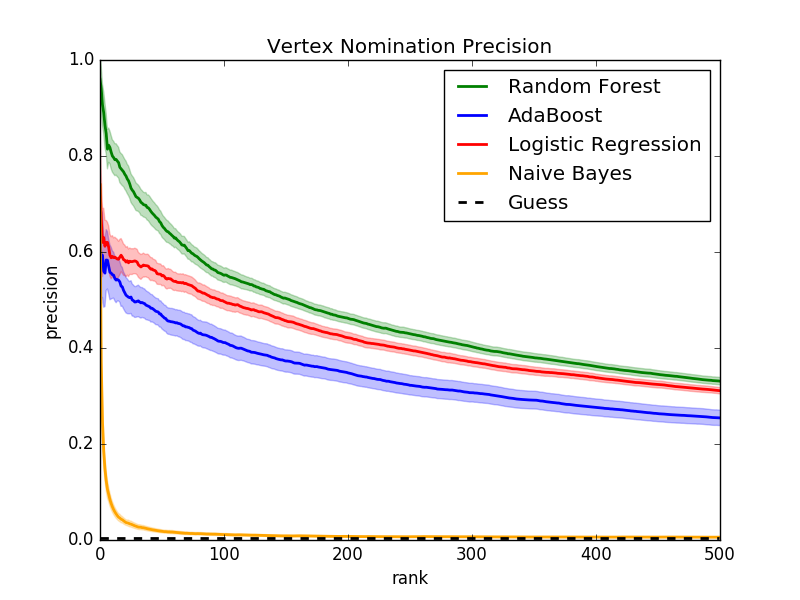 Vertex Nomination Precision
1.0
0.8
0.6
0.4
0.2
0.0
precision
Random Forest
AdaBoost
Logistic Regression
Naive Bayes
Guess
0 100 200 300 400 500
rank